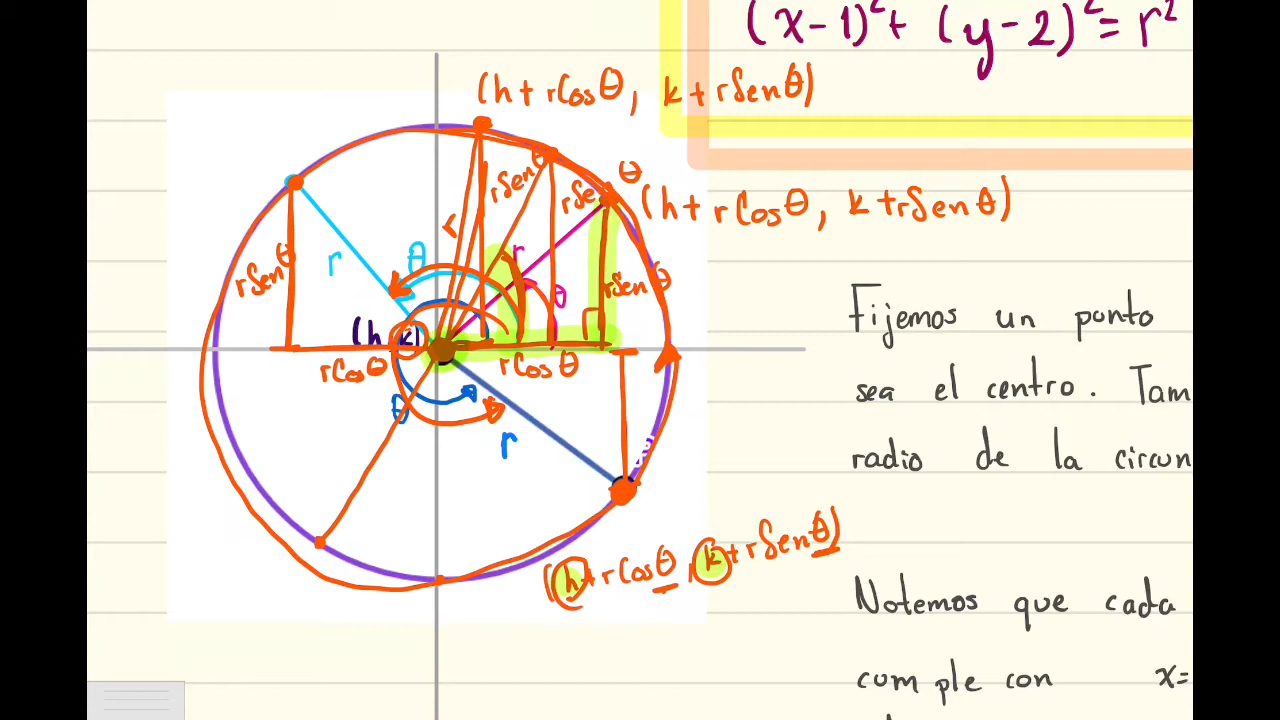 (x-1)²+ (y-2)²= r²
(h+rCosθ, k+rSenθ)
θ
rSenθ
rSe
θ
(h+rCosθ, k+rSenθ)
r
r
θ
r
θ
rSenθ
rSenθ
(h, k)
rCosθ
rCosθ
θ
r
(h+rCosθ, k+rSenθ)
Fijemos un punto
sea el centro. Tam
radio de la circun
Notemos que cada
cumple con x=